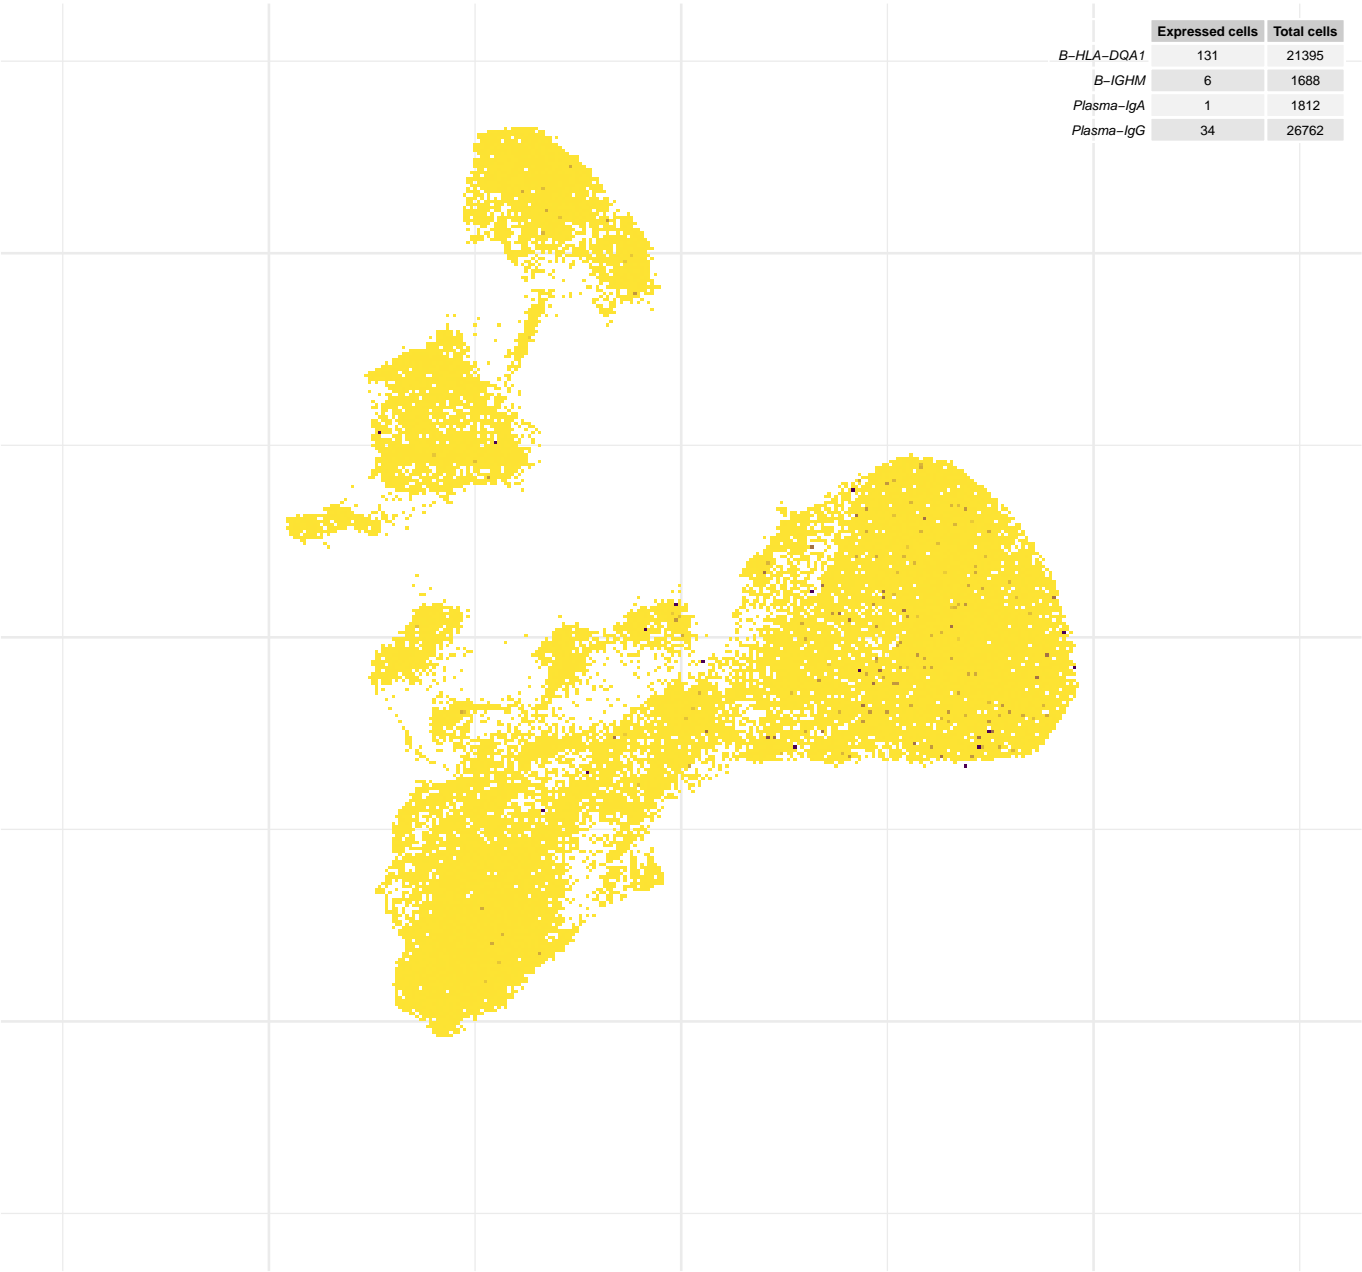 Expressed cells Total cells
B−HLA−DQA1 131 21395
B−IGHM 6 1688
Plasma−IgA 1 1812
Plasma−IgG 34 26762